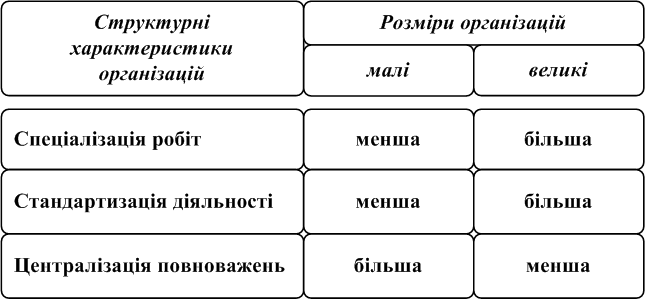 Структурні
характеристики
організацій
Розміри організацій
малі великі
Спеціалізація робіт менша більша
Стандартизація діяльності менша більша
Централізація повноважень більша менша